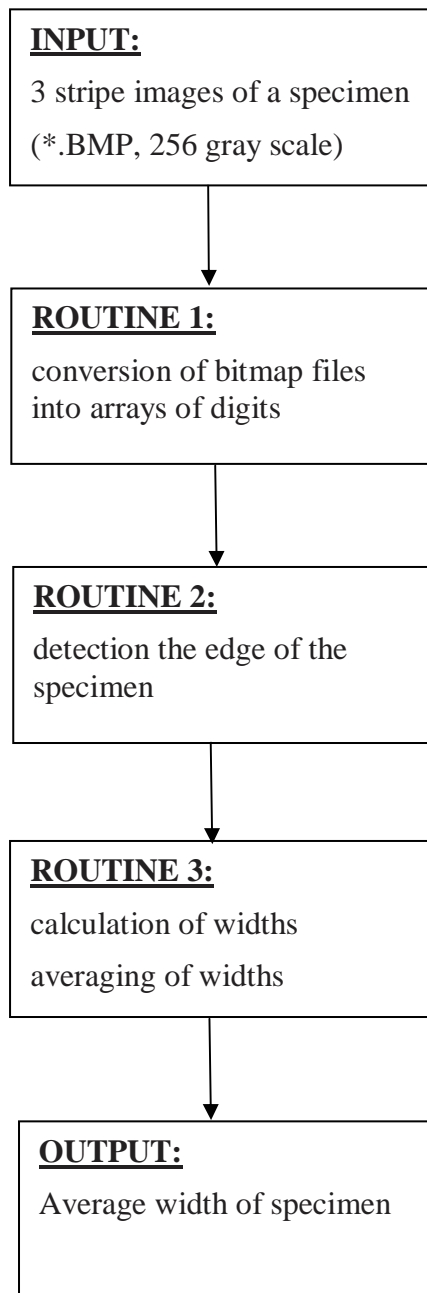 INPUT:
3 stripe images of a specimen
(*.BMP, 256 gray scale)
ROUTINE 1:
conversion of bitmap files
into arrays of digits
ROUTINE 2:
detection the edge of the
specimen
ROUTINE 3:
calculation of widths
averaging of widths
OUTPUT:
Average width of specimen